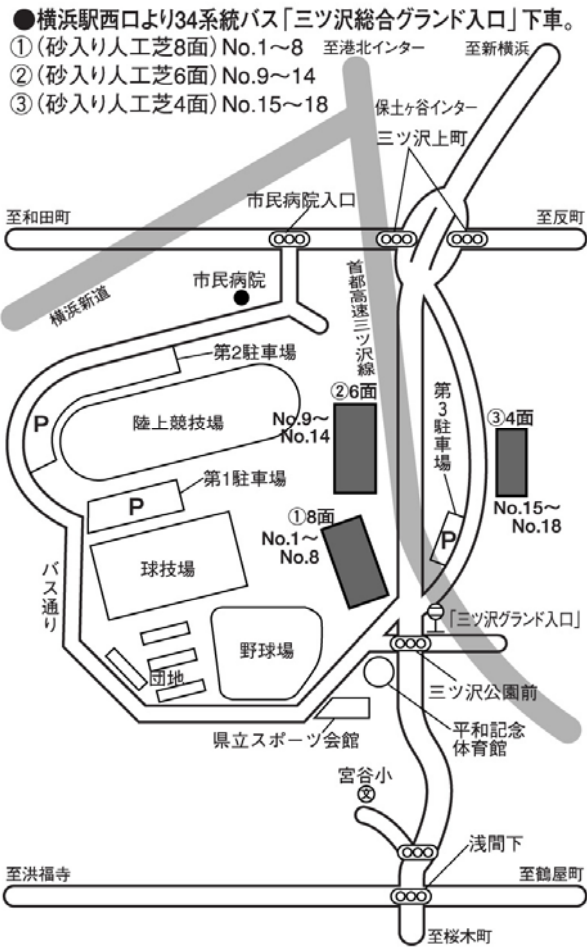 ●横浜駅西口より34系統バス「三ツ沢総合グランド入口」下車。
①(砂入り人工芝8面)No.1～8
②(砂入り人工芝6面)No.9～14
③(砂入り人工芝4面)No.15～18
至港北インター
至新横浜
保土ヶ谷インター
三ツ沢上町
市民病院入口
至和田町
至反町
市民病院
横浜新道
首都高速三ツ沢線
第2駐車場
P
陸上競技場
②6面
No.9～
No.14
第3駐車場
③4面
No.15～
No.18
第1駐車場
P
①8面
No.1～
No.8
P
球技場
バス通り
野球場
団地
「三ツ沢グランド入口」
三ツ沢公園前
平和記念
体育館
県立スポーツ会館
宮谷小
文
浅間下
至洪福寺
至鶴屋町
至桜木町